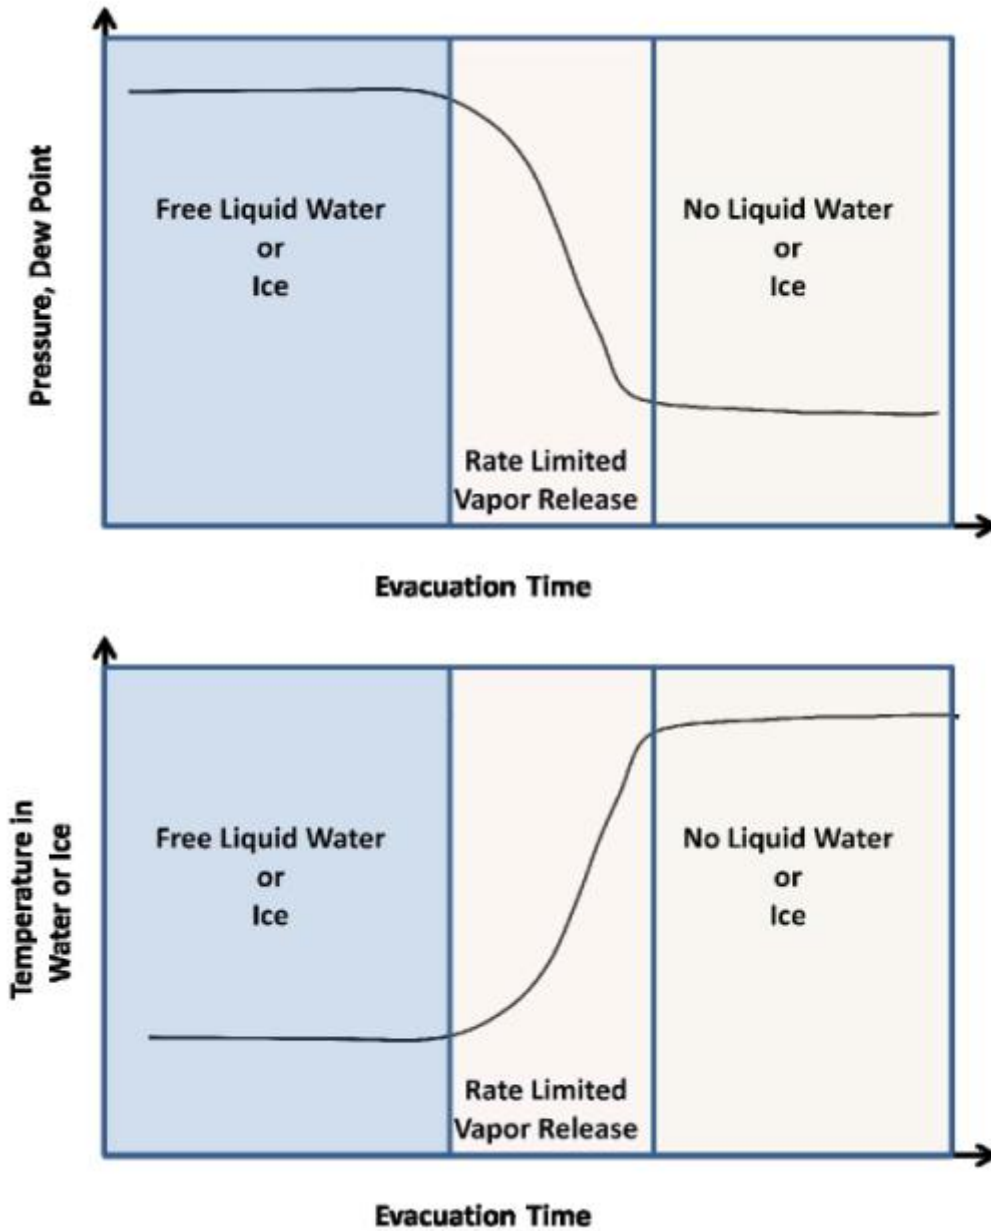 Pressure, Dew Point
Free Liquid Water
or
Ice
No Liquid Water
or
Ice
Rate Limited
Vapor Release
Evacuation Time
Temperature in
Water or Ice
Free Liquid Water
or
Ice
No Liquid Water
or
Ice
Rate Limited
Vapor Release
Evacuation Time